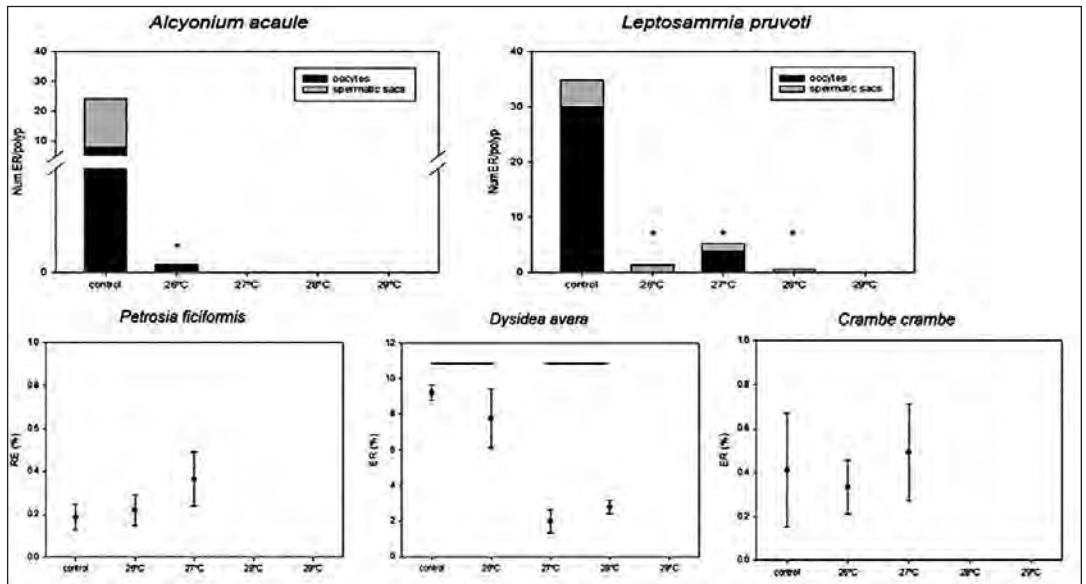 Alcyonium acaule
40
30
20
10
0
Num ER/polyp
oocytes
spermatic sacs
*
control 26°C 27°C 28°C 29°C
Leptosammia pruvoti
40
30
20
10
0
Num ER/polyp
oocytes
spermatic sacs
* * *
control 26°C 27°C 28°C 29°C
Petrosia ficiformis
1.0
0.8
0.6
0.4
0.2
0.0
RE (%)
control 26°C 27°C 28°C 29°C
Dysidea avara
12
10
8
6
4
2
0
ER (%)
control 26°C 27°C 28°C 29°C
Crambe crambe
1.0
0.8
0.6
0.4
0.2
0.0
ER (%)
control 26°C 27°C 28°C 29°C